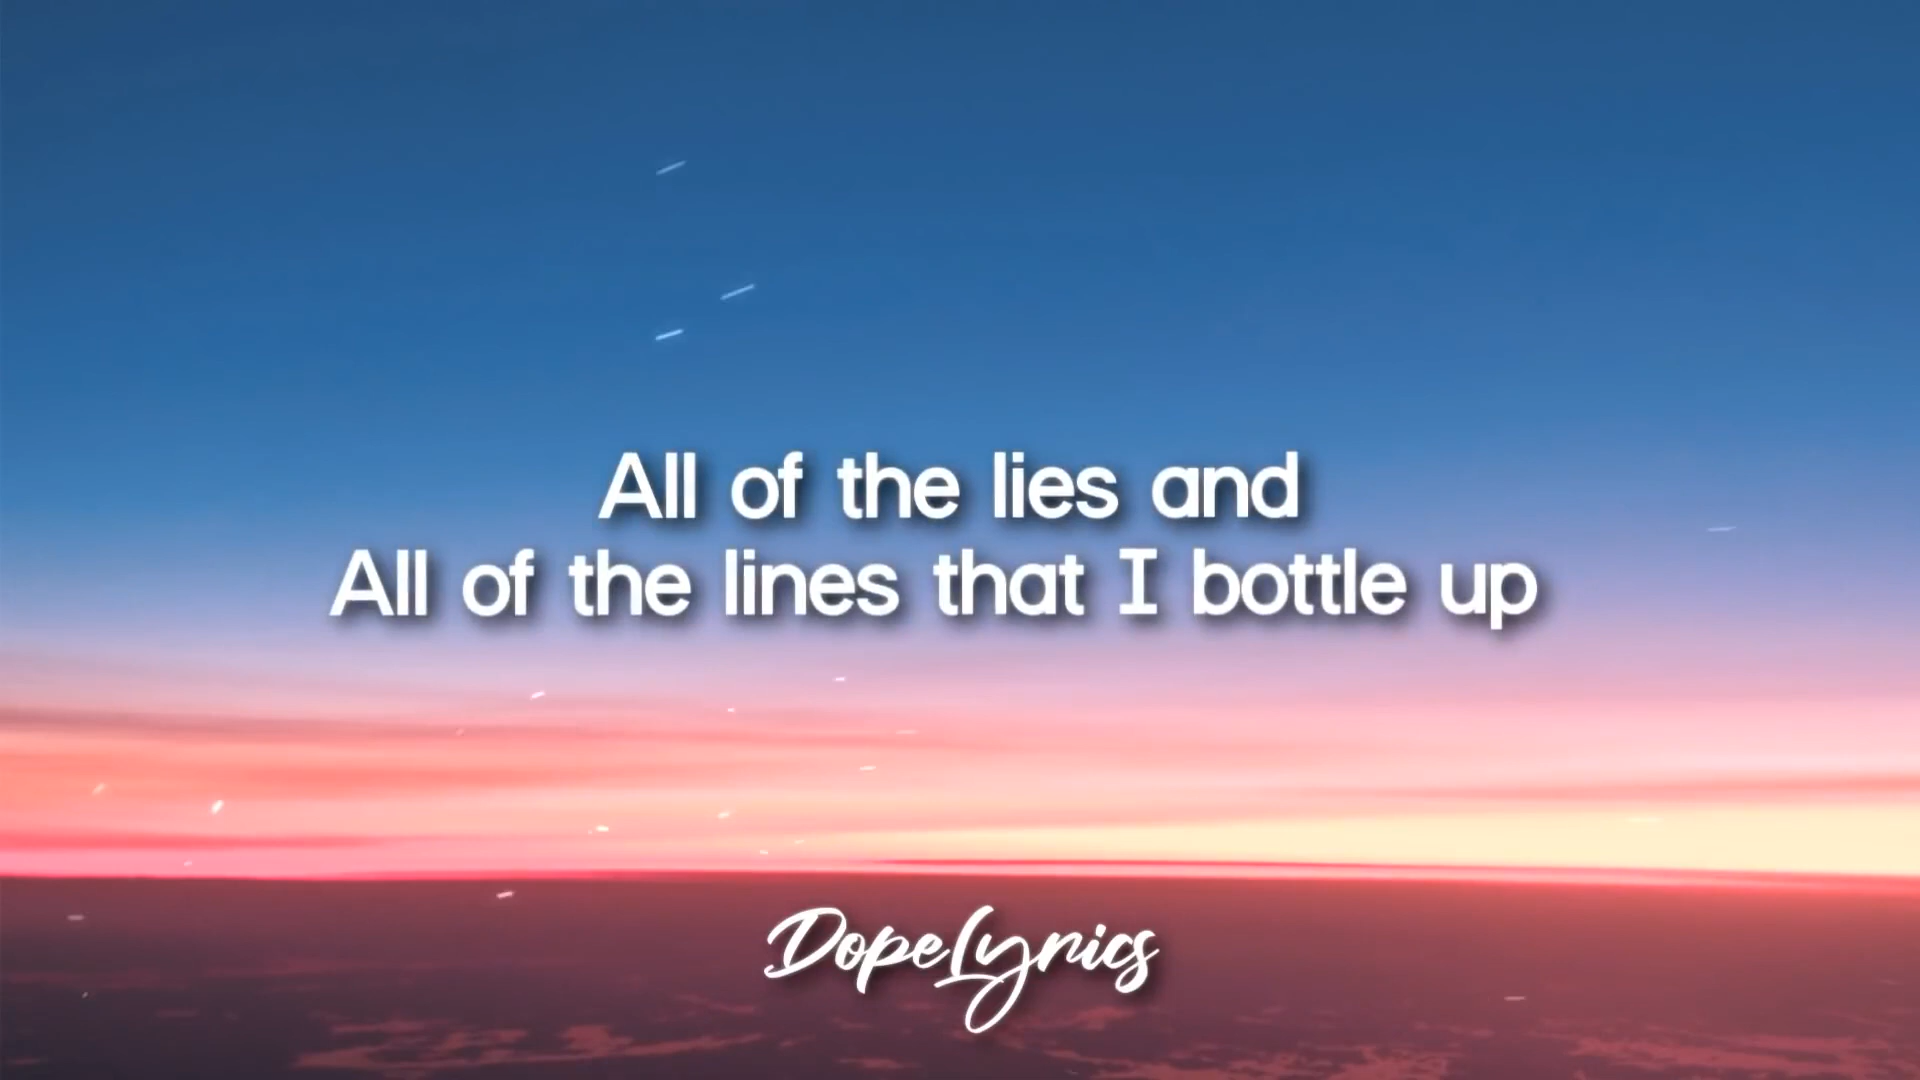 All of the lies and
All of the lines that I bottle up
DopeLyrics